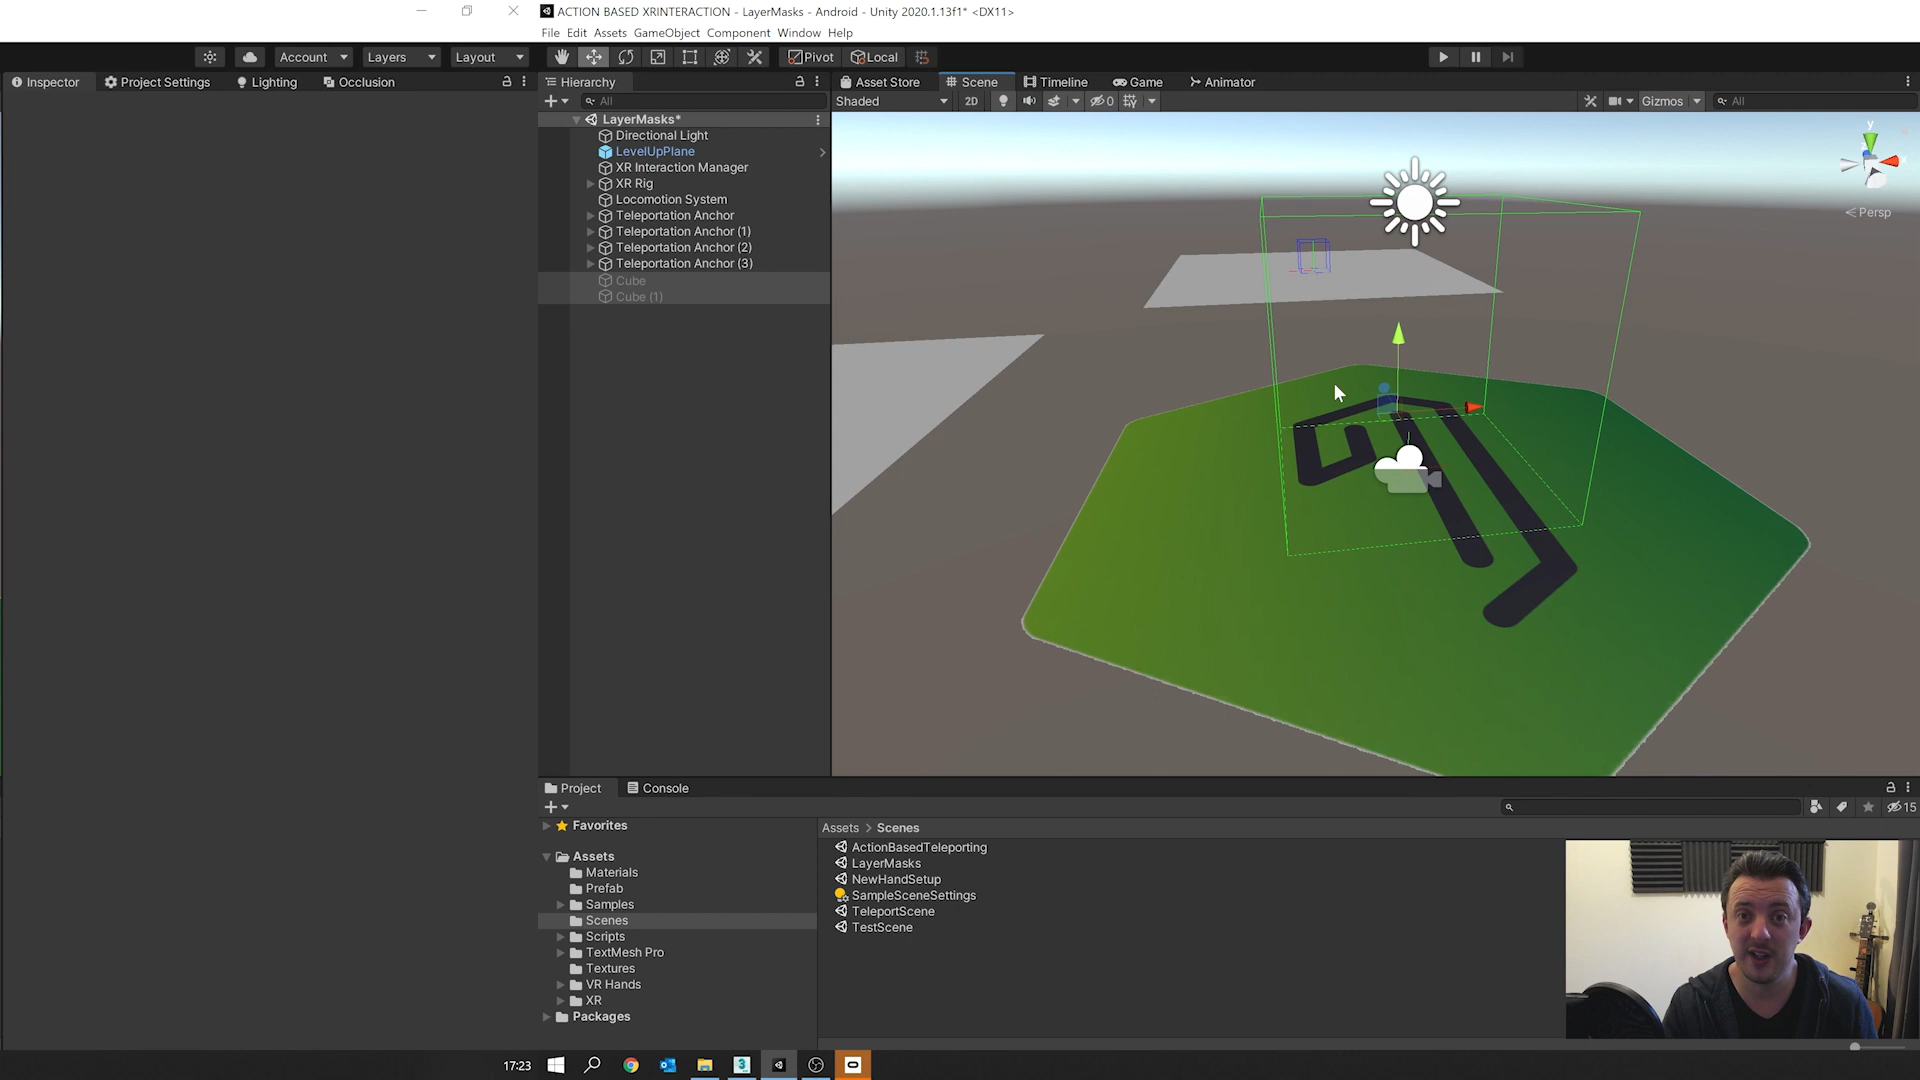 ACTION BASED XRINTERACTION - LayerMasks - Android - Unity 2020.1.13f1* <DX11>
File Edit Assets GameObject Component Window Help
Account Layers Layout
Pivot Local
Inspector Project Settings Lighting Occlusion
Hierarchy
All
LayerMasks*
Directional Light
LevelUpPlane
XR Interaction Manager
XR Rig
Locomotion System
Teleportation Anchor
Teleportation Anchor (1)
Teleportation Anchor (2)
Teleportation Anchor (3)
Cube
Cube (1)
Asset Store Scene Timeline Game Animator
Shaded 2D 0 Gizmos All
y
Persp
Project Console
15
Favorites
Assets
Materials
Prefab
Samples
Scenes
Scripts
TextMesh Pro
Textures
VR Hands
XR
Packages
Assets > Scenes
ActionBasedTeleporting
LayerMasks
NewHandSetup
SampleSceneSettings
TeleportScene
TestScene
17:23
3